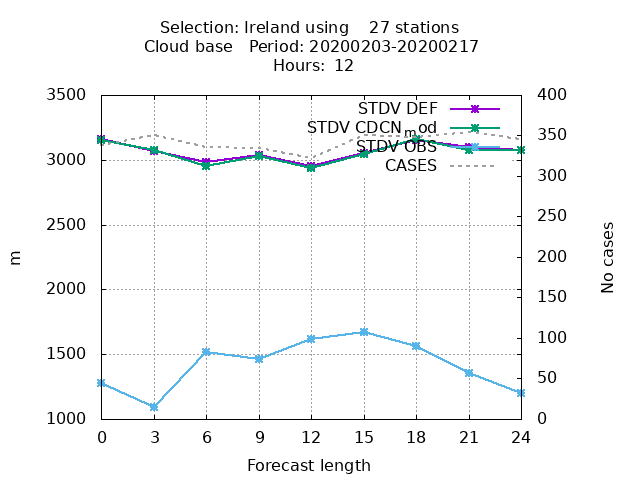 Selection: Ireland using    27 stations
Cloud base   Period: 20200203-20200217
Hours: 12
3500
3000
2500
2000
1500
1000
m
400
350
300
250
200
150
100
50
0
No cases
STDV DEF
STDV CDCN_mod
STDV OBS
CASES
0 3 6 9 12 15 18 21 24
Forecast length